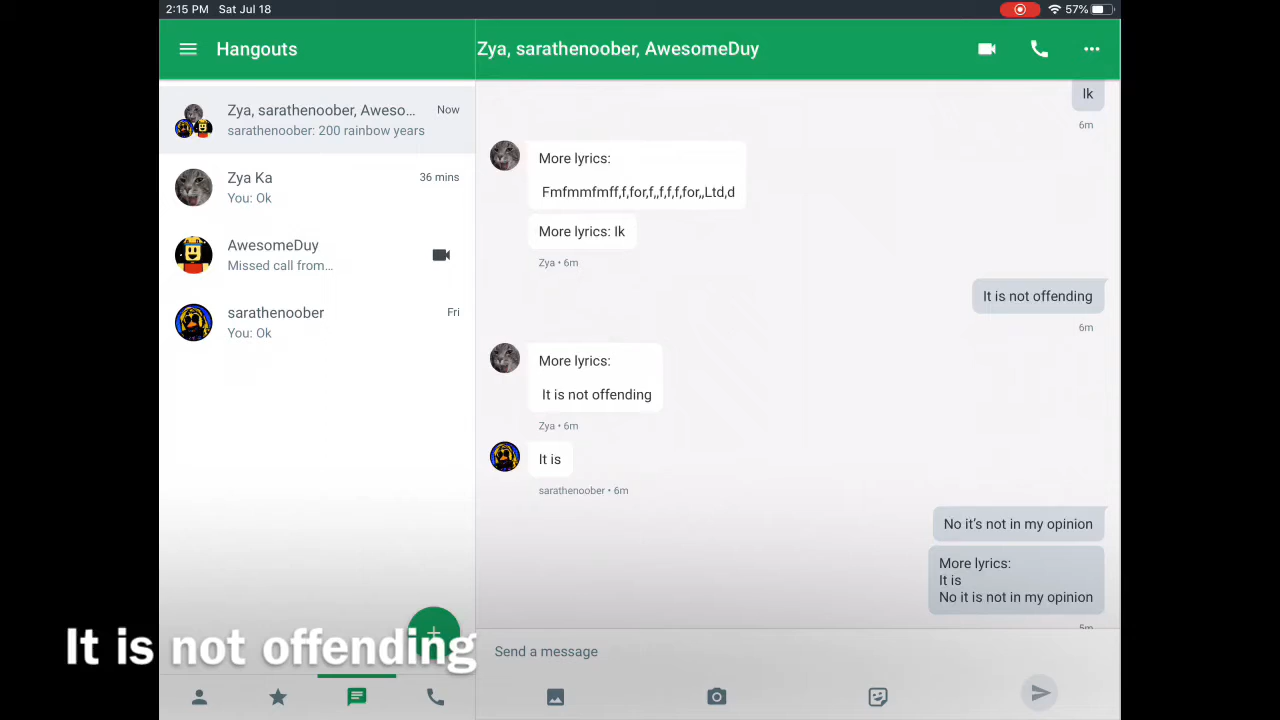 2:15 PM Sat Jul 18
57%
Hangouts
Zya, sarathenoober, AwesomeDuy
Zya, sarathenoober, Aweso...
Now
sarathenoober: 200 rainbow years
Zya Ka
36 mins
You: Ok
AwesomeDuy
Missed call from...
sarathenoober
Fri
You: Ok
Ik
6m
More lyrics:
Fmfmmfmff,f,for,f,,f,f,f,for,,Ltd,d
More lyrics: Ik
Zya • 6m
It is not offending
6m
More lyrics:
It is not offending
Zya • 6m
It is
sarathenoober • 6m
No it's not in my opinion
More lyrics:
It is
No it is not in my opinion
5m
Send a message
It is not offending